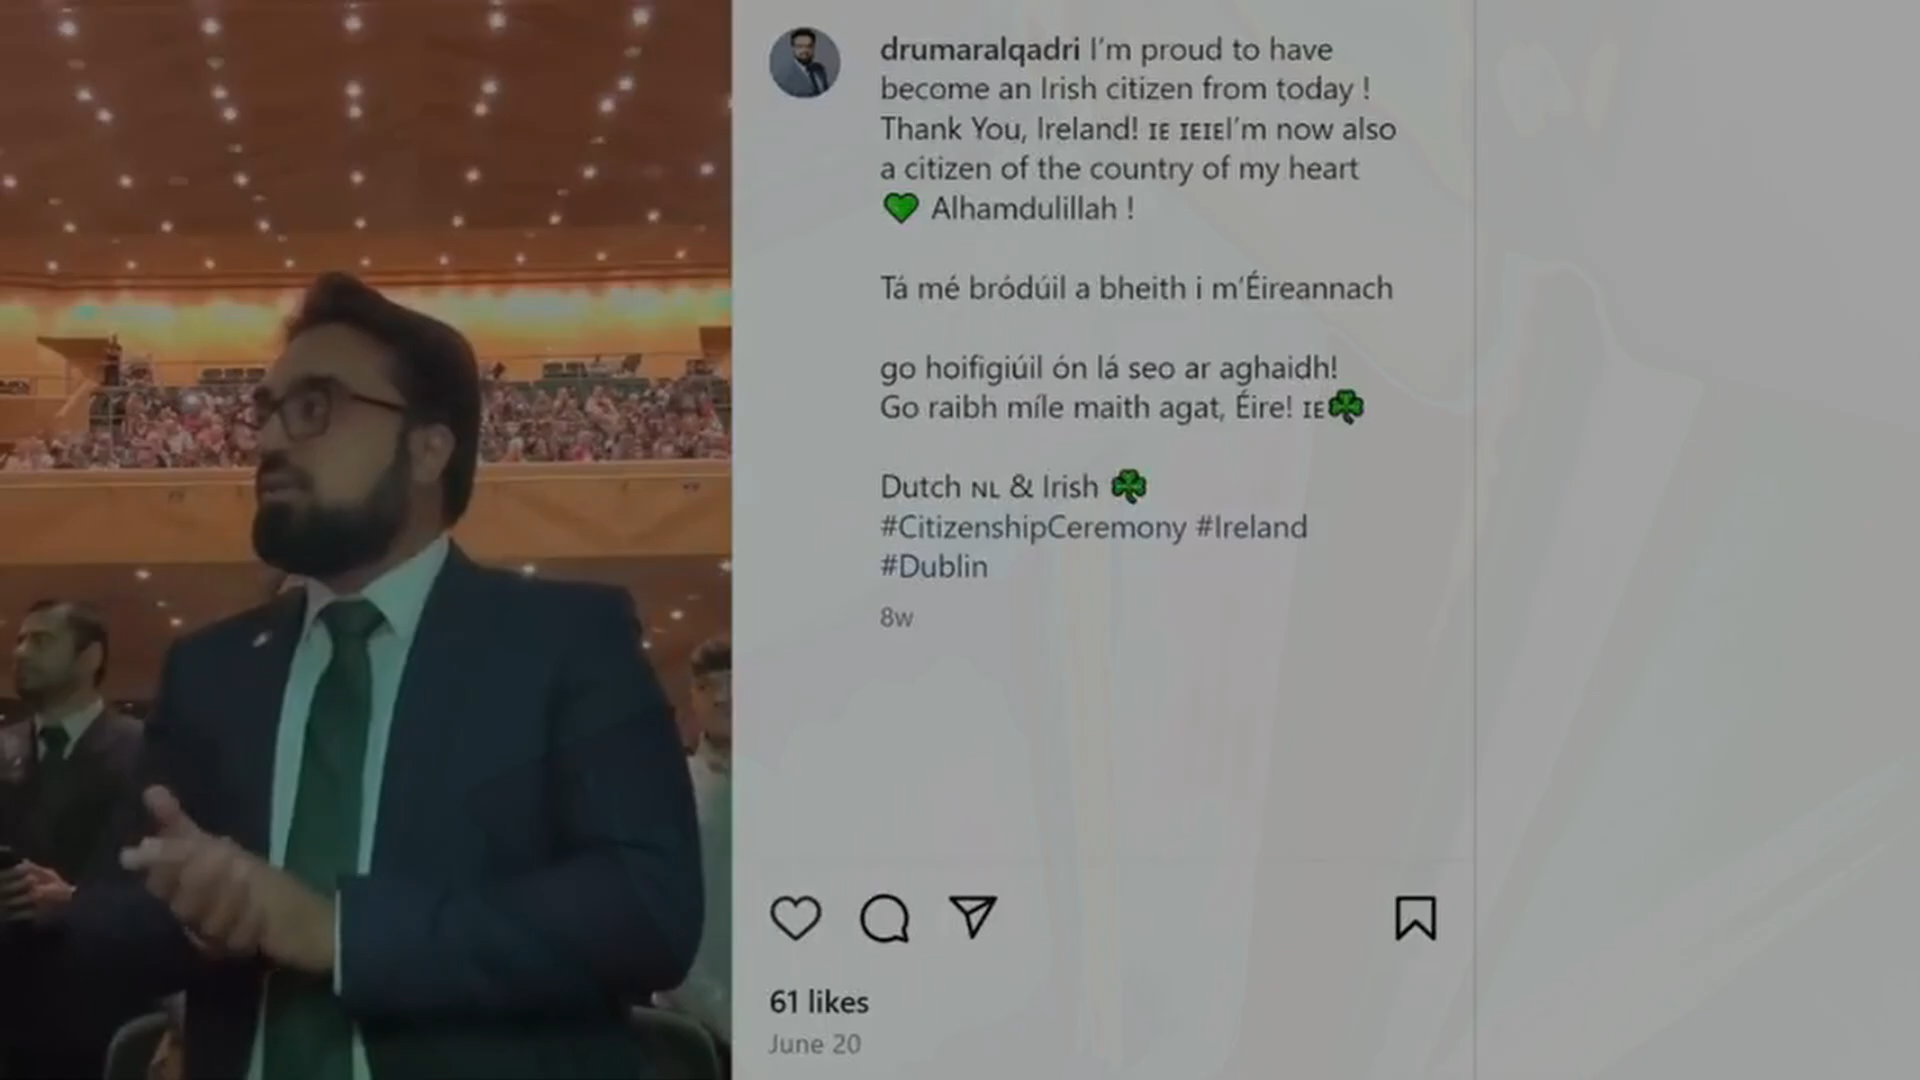 drumaralqadri I'm proud to have
become an Irish citizen from today !
Thank You, Ireland! IE IEIEI'm now also
a citizen of the country of my heart
💚 Alhamdulillah !
Tá mé bródúil a bheith i m'Éireannach
go hoifigiúil ón lá seo ar aghaidh!
Go raibh míle maith agat, Éire! IE☘️
Dutch NL & Irish ☘️
#CitizenshipCeremony #Ireland
#Dublin
8w
61 likes
June 20